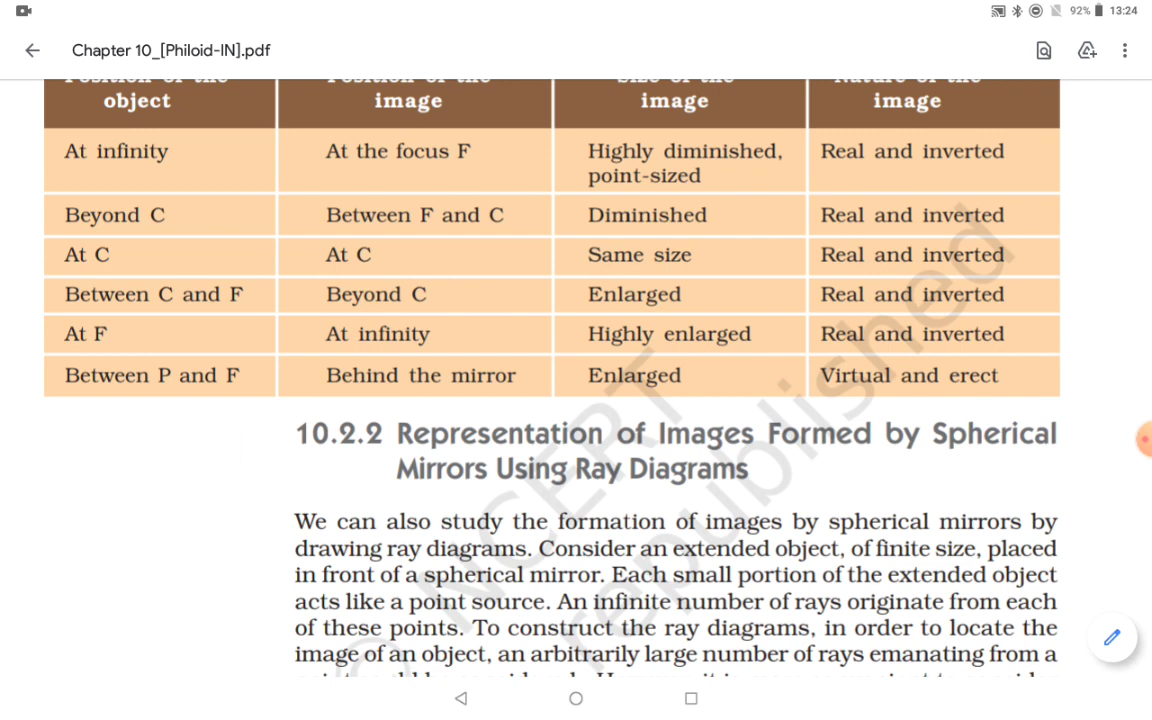 92% 13:24
Chapter 10_[Philoid-IN].pdf
object image image image
At infinity At the focus F Highly diminished, Real and inverted
point-sized
Beyond C Between F and C Diminished Real and inverted
At C At C Same size Real and inverted
Between C and F Beyond C Enlarged Real and inverted
At F At infinity Highly enlarged Real and inverted
Between P and F Behind the mirror Enlarged Virtual and erect
10.2.2 Representation of Images Formed by Spherical
Mirrors Using Ray Diagrams
We can also study the formation of images by spherical mirrors by
drawing ray diagrams. Consider an extended object, of finite size, placed
in front of a spherical mirror. Each small portion of the extended object
acts like a point source. An infinite number of rays originate from each
of these points. To construct the ray diagrams, in order to locate the
image of an object, an arbitrarily large number of rays emanating from a
© NCERT
republished